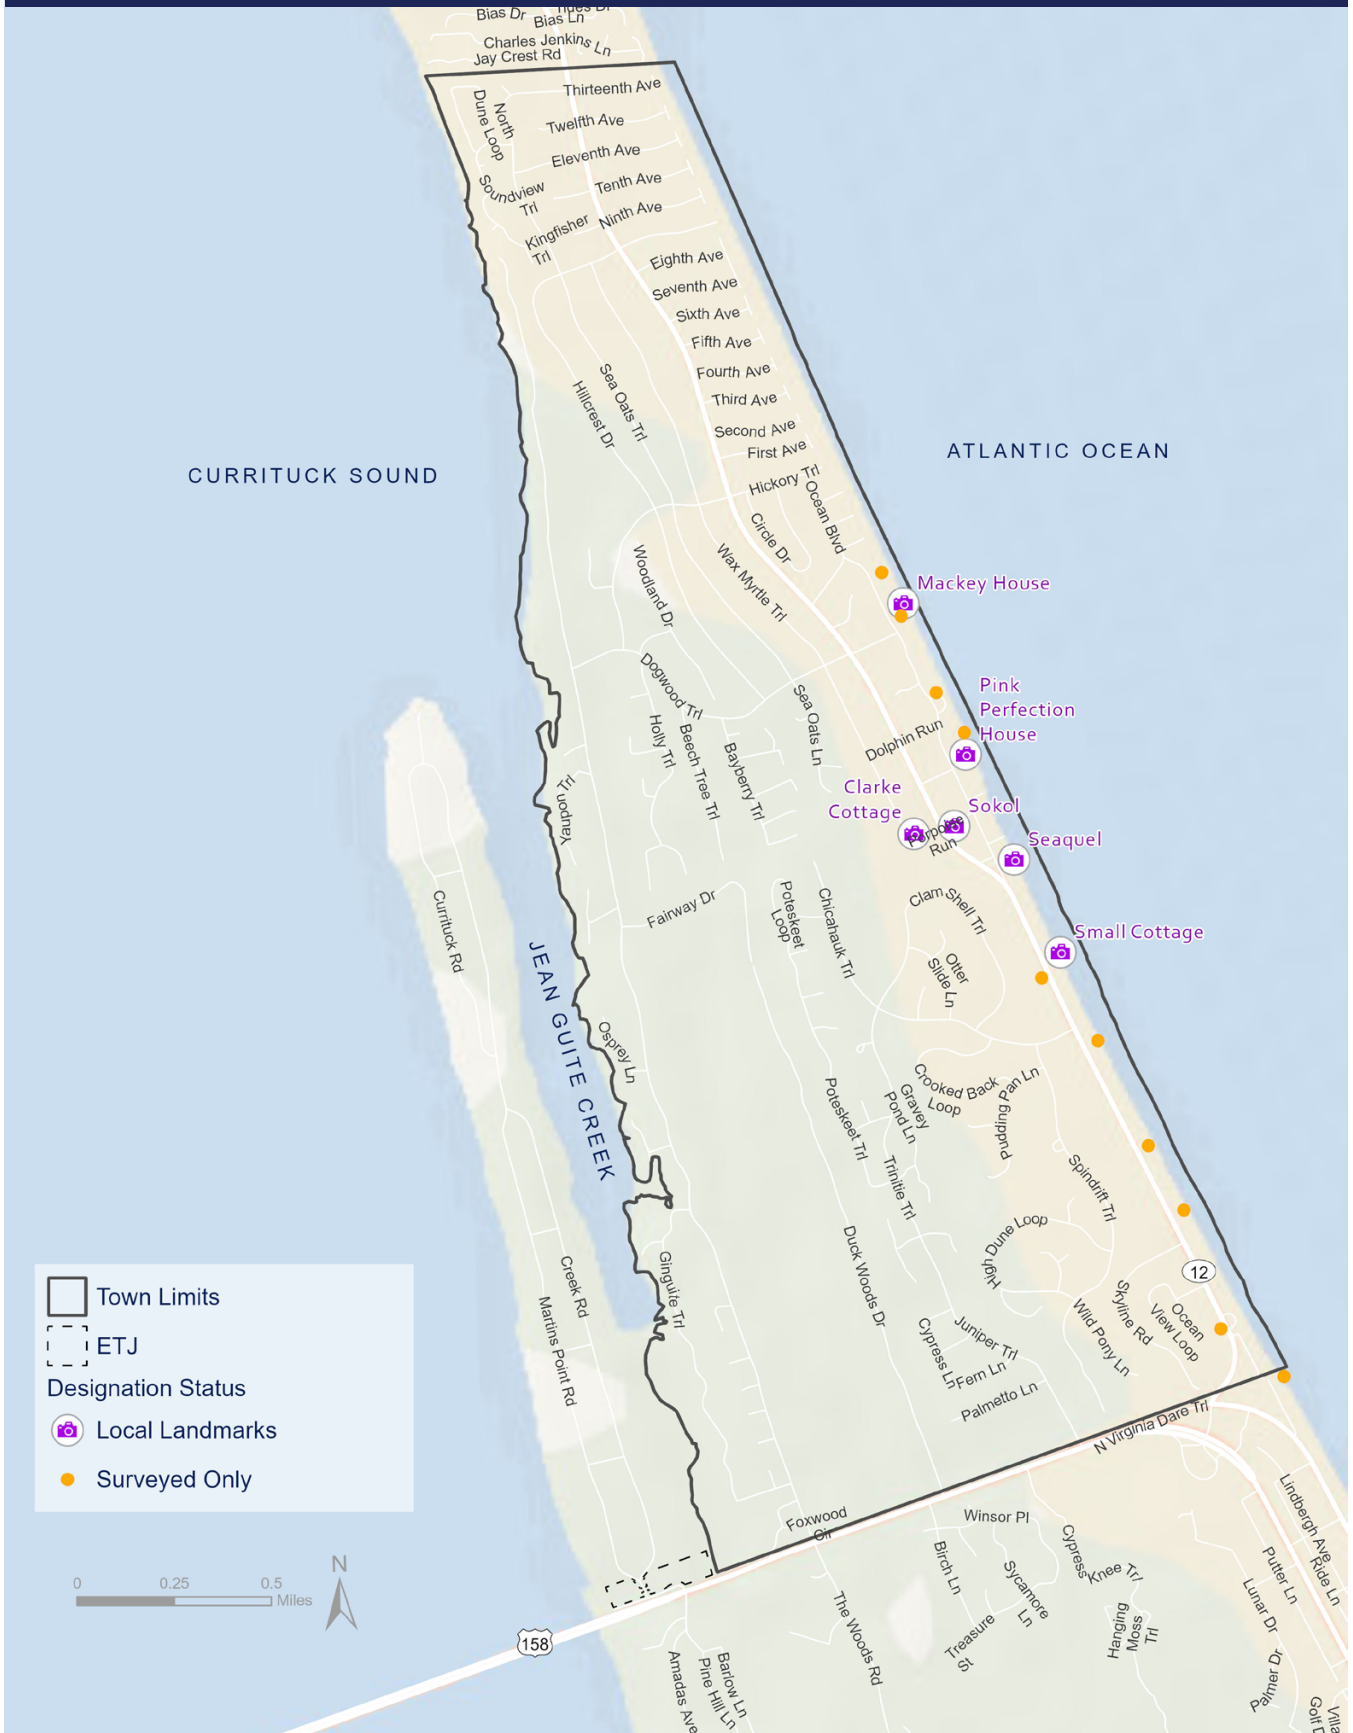 Bias Dr
Bias Ln
Charles Jenkins Ln
Jay Crest Rd
Thirteenth Ave
North
Dune Loop
Twelfth Ave
Eleventh Ave
Soundview
Trl
Tenth Ave
Ninth Ave
Kingfisher
Trl
Eighth Ave
Seventh Ave
Sixth Ave
Fifth Ave
Fourth Ave
Sea Oats Trl
Hillcrest Dr
Third Ave
Second Ave
First Ave
ATLANTIC OCEAN
CURRITUCK SOUND
Hickory Trl
Ocean Blvd
Circle Dr
Wax Myrtle Trl
Woodland Dr
Mackey House
Dogwood Trl
Pink
Perfection
House
Sea Oats Ln
Holly Trl
Beech Tree Trl
Bayberry Trl
Dolphin Run
Yaupon Trl
Clarke
Cottage
Sokol
Porpoise
Run
Seaquel
Currituck Rd
Fairway Dr
Poteskeet
Loop
Chicahauk Trl
Clam Shell Trl
Small Cottage
Otter
Slide Ln
JEAN GUITE CREEK
Osprey Ln
Crooked Back
Loop
Pudding Pan Ln
Gravey
Pond Ln
Poteskeet Trl
Trinitie Trl
Spindrift Trl
High Dune Loop
Duck Woods Dr
Ginguite Trl
Creek Rd
Martins Point Rd
12
Skyline Rd
Ocean
View Loop
Wild Pony Ln
Juniper Trl
Cypress Ln
Fern Ln
Palmetto Ln
N Virginia Dare Trl
Town Limits
ETJ
Designation Status
Local Landmarks
Surveyed Only
Foxwood
Cir
Winsor Pl
Lindbergh Ave
Birch Ln
Cypress Knee Trl
Sycamore
Ln
Putter Ln
Ride Ln
Lunar Dr
N
0
0.25
0.5
Miles
The Woods Rd
Treasure
St
Hanging
Moss
Trl
158
Amadas Ave
Barlow Ln
Pine Hill Ln
Palmer Dr